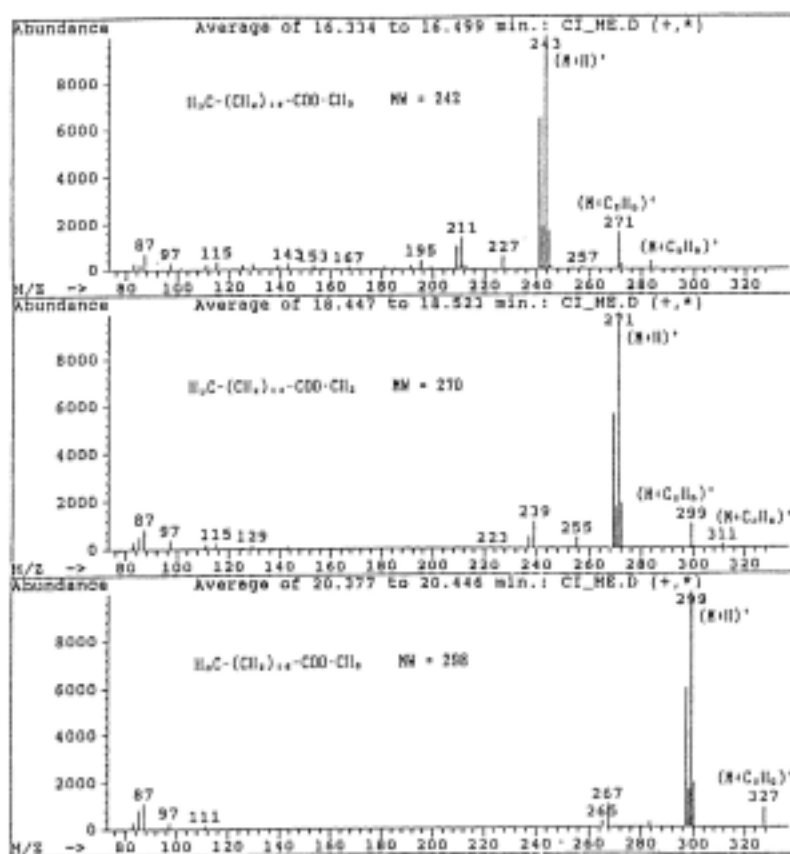 Abundance Average of 16.334 to 16.499 min.: CI_ME.D (+,*)
243
(M+H)⁺
8000
H₃C-(CH₂)₁₂-COO-CH₃ MW = 242
6000
4000
(M+C₂H₅)⁺
2000
87 97 115 143 153 167 195 211 227 257 271 (M+C₃H₅)⁺
0
M/Z -> 80 100 120 140 160 180 200 220 240 260 280 300 320
Abundance Average of 18.447 to 18.523 min.: CI_ME.D (+,*)
271
(M+H)⁺
8000
H₃C-(CH₂)₁₄-COO-CH₃ MW = 270
6000
4000
(M+C₂H₅)⁺
2000
87 97 115 129 223 239 255 299 (M+C₃H₅)⁺
311
0
M/Z -> 80 100 120 140 160 180 200 220 240 260 280 300 320
Abundance Average of 20.377 to 20.446 min.: CI_ME.D (+,*)
299
(M+H)⁺
8000
H₃C-(CH₂)₁₆-COO-CH₃ MW = 298
6000
4000
2000
(M+C₂H₅)⁺
87 97 111 265 267 327
0
M/Z -> 80 100 120 140 160 180 200 220 240 260 280 300 320